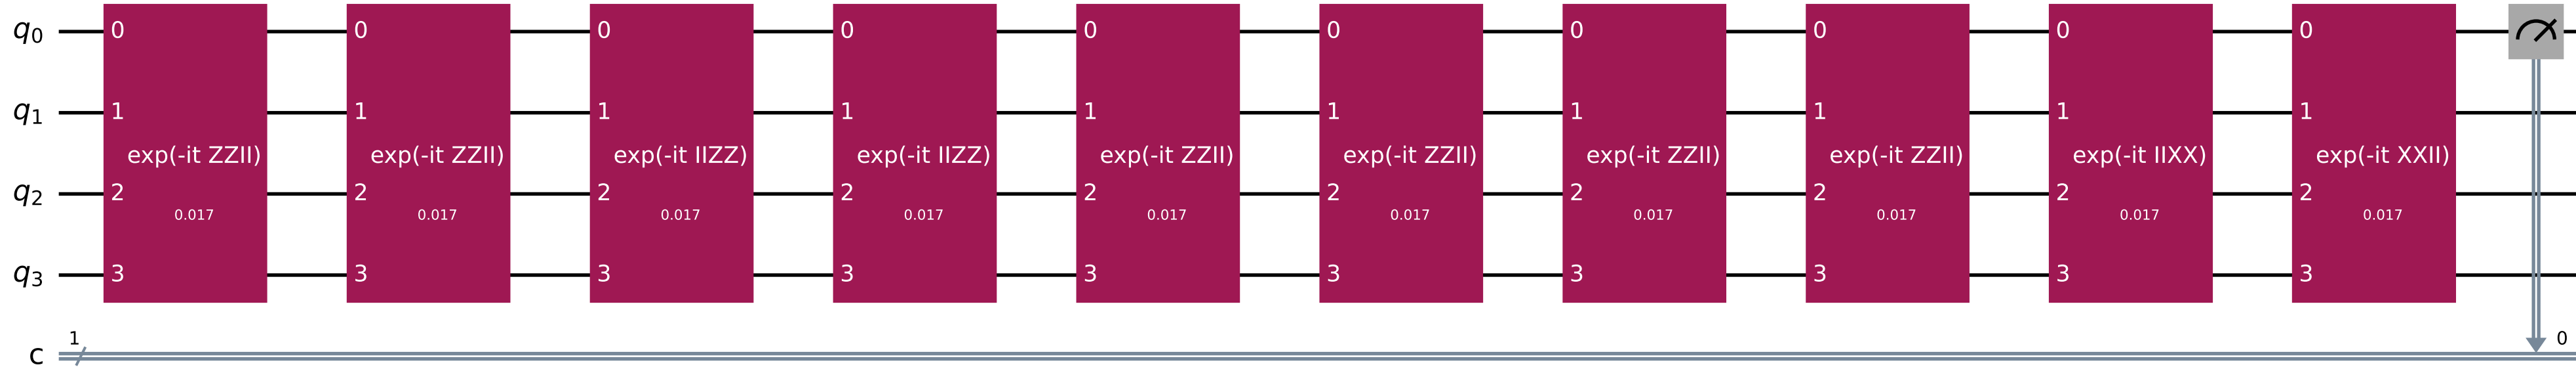 q0 0 0 0 0 0 0 0 0 0 0
q1 1 1 1 1 1 1 1 1 1 1
exp(-it ZZII) exp(-it ZZII) exp(-it IIZZ) exp(-it IIZZ) exp(-it ZZII) exp(-it ZZII) exp(-it ZZII) exp(-it ZZII) exp(-it IIXX) exp(-it XXII)
q2 2 2 2 2 2 2 2 2 2 2
0.017 0.017 0.017 0.017 0.017 0.017 0.017 0.017 0.017 0.017
q3 3 3 3 3 3 3 3 3 3 3
1 0
c